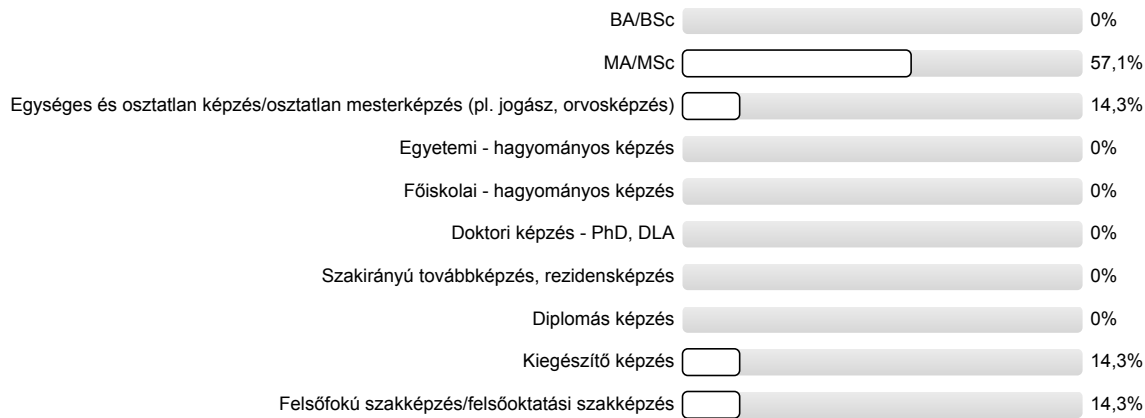 BA/BSc 0%
MA/MSc 57,1%
Egységes és osztatlan képzés/osztatlan mesterképzés (pl. jogász, orvosképzés) 14,3%
Egyetemi - hagyományos képzés 0%
Főiskolai - hagyományos képzés 0%
Doktori képzés - PhD, DLA 0%
Szakirányú továbbképzés, rezidensképzés 0%
Diplomás képzés 0%
Kiegészítő képzés 14,3%
Felsőfokú szakképzés/felsőoktatási szakképzés 14,3%